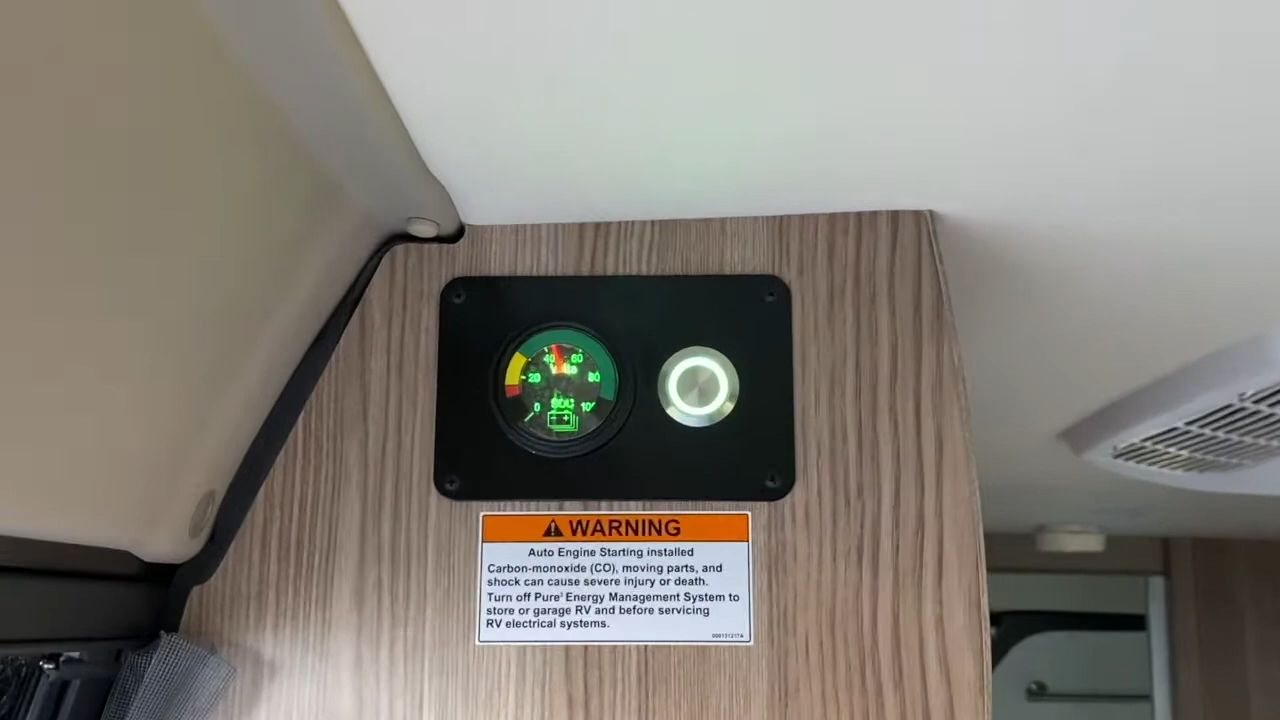 40 60
20 80
SOC
0 100
WARNING
Auto Engine Starting installed
Carbon-monoxide (CO), moving parts, and
shock can cause severe injury or death.
Turn off Pure³ Energy Management System to
store or garage RV and before servicing
RV electrical systems.